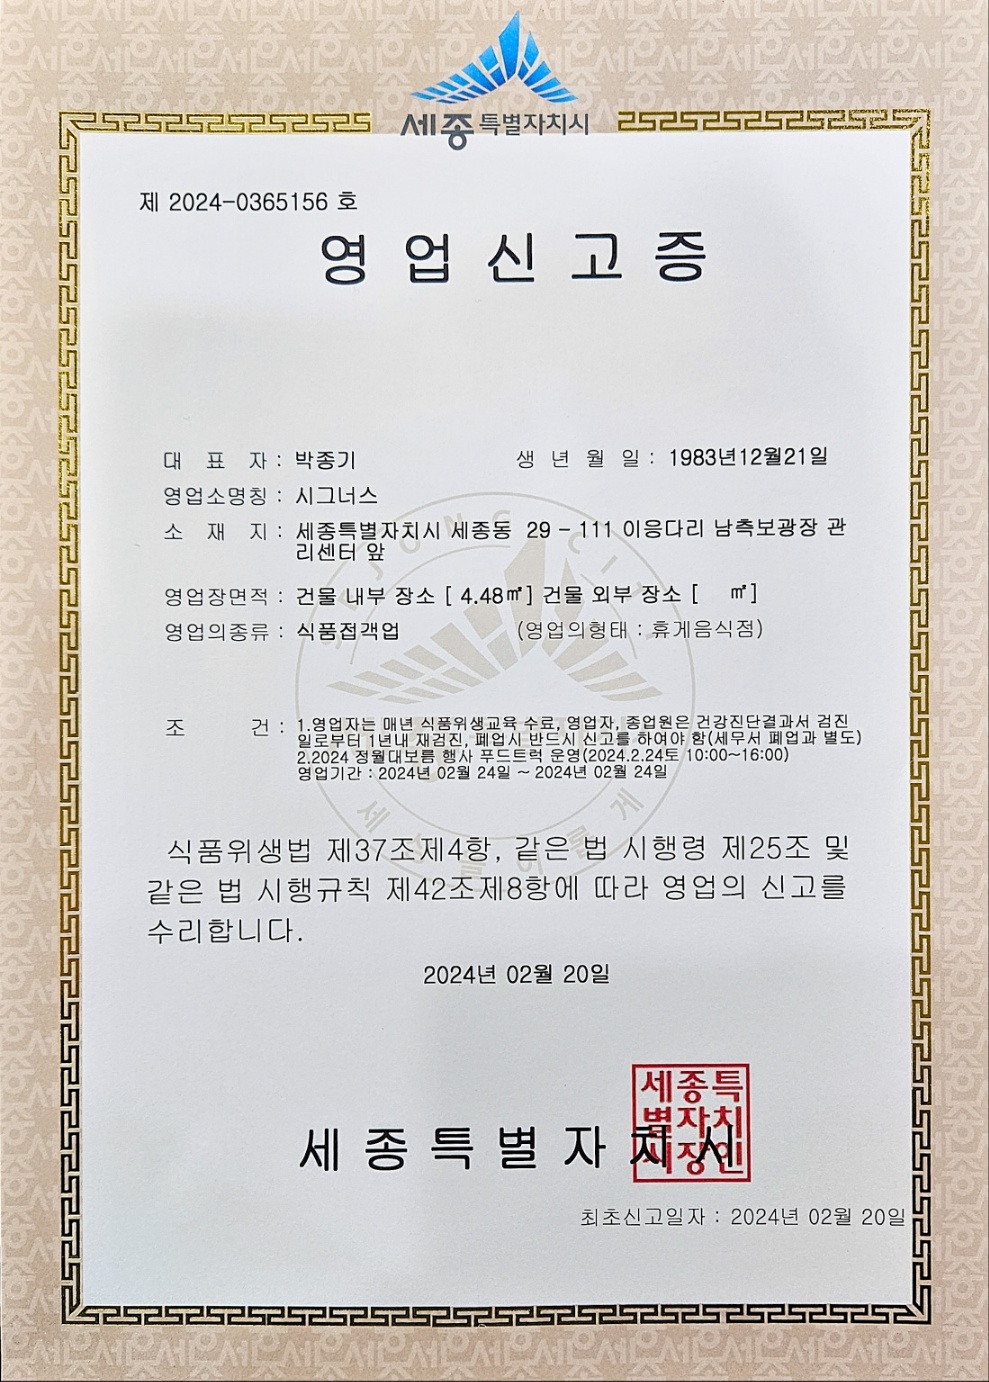 세종특별자치시
제 2024-0365156 호
영업신고증
대 표 자 : 박종기 생 년 월 일 : 1983년12월21일
영업소명칭 : 시그너스
소 재 지 : 세종특별자치시 세종동 29 - 111 이응다리 남측보광장 관
리센터 앞
영업장면적 : 건물 내부 장소 [ 4.48㎡] 건물 외부 장소 [ ㎡]
영업의종류 : 식품접객업 (영업의형태 : 휴게음식점)
조 건 : 1.영업자는 매년 식품위생교육 수료, 영업자, 종업원은 건강진단결과서 검진
일로부터 1년내 재검진, 폐업시 반드시 신고를 하여야 함(세무서 폐업과 별도)
2.2024 정월대보름 행사 푸드트럭 운영(2024.2.24토 10:00~16:00)
영업기간 : 2024년 02월 24일 ~ 2024년 02월 24일
식품위생법 제37조제4항, 같은 법 시행령 제25조 및
같은 법 시행규칙 제42조제8항에 따라 영업의 신고를
수리합니다.
2024년 02월 20일
세종특별자치시
세종특
별자치
시장인
최초신고일자 : 2024년 02월 20일
SEJONG CITY